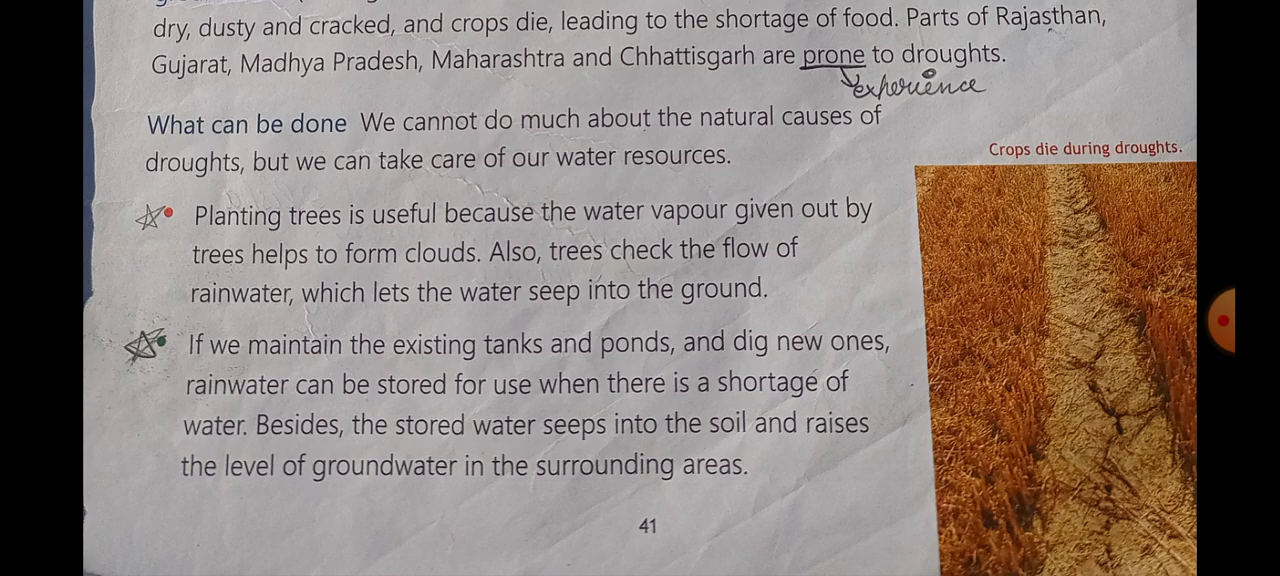 dry, dusty and cracked, and crops die, leading to the shortage of food. Parts of Rajasthan,
Gujarat, Madhya Pradesh, Maharashtra and Chhattisgarh are prone to droughts.
experience
What can be done We cannot do much about the natural causes of
droughts, but we can take care of our water resources.
Crops die during droughts.
Planting trees is useful because the water vapour given out by
trees helps to form clouds. Also, trees check the flow of
rainwater, which lets the water seep into the ground.
If we maintain the existing tanks and ponds, and dig new ones,
rainwater can be stored for use when there is a shortage of
water. Besides, the stored water seeps into the soil and raises
the level of groundwater in the surrounding areas.
41